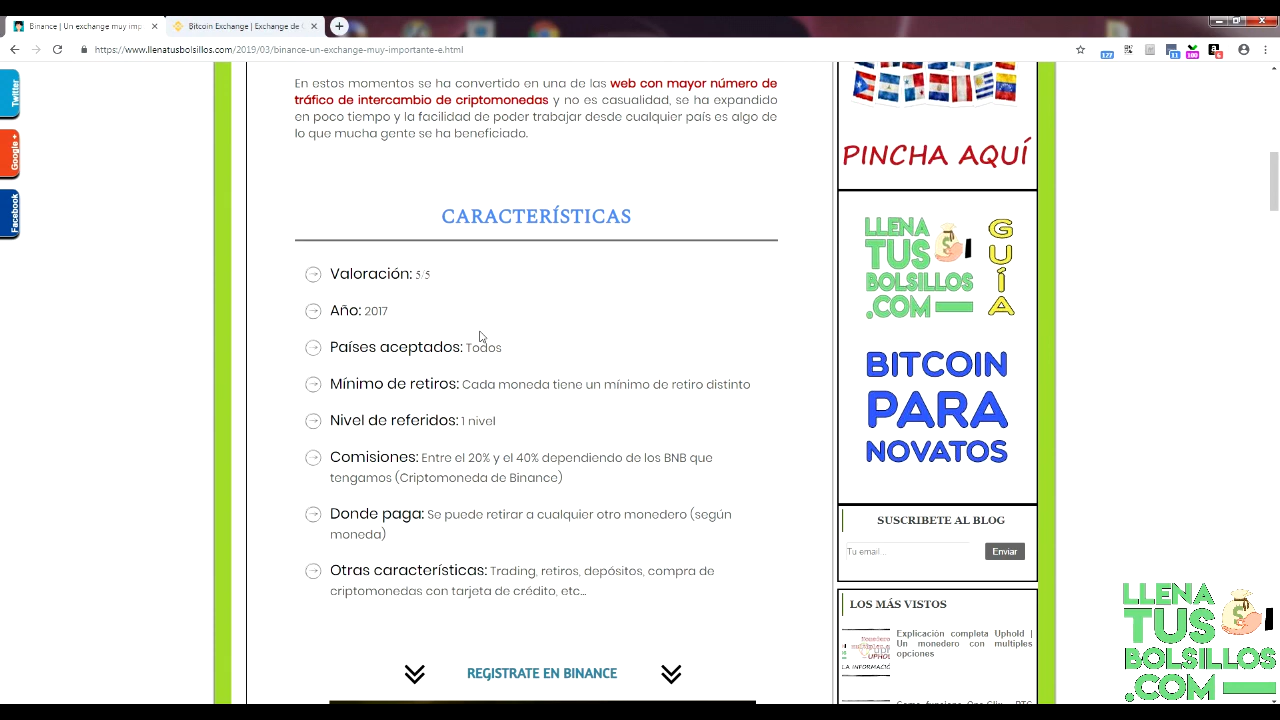 Binance | Un exchange muy imp
Bitcoin Exchange | Exchange de
https://www.llenatusbolsillos.com/2019/03/binance-un-exchange-muy-importante-e.html
Twitter
Google +
Facebook
En estos momentos se ha convertido en una de las web con mayor número de
tráfico de intercambio de criptomonedas y no es casualidad, se ha expandido
en poco tiempo y la facilidad de poder trabajar desde cualquier país es algo de
lo que mucha gente se ha beneficiado.
CARACTERÍSTICAS
Valoración: 5/5
Año: 2017
Países aceptados: Todos
Mínimo de retiros: Cada moneda tiene un mínimo de retiro distinto
Nivel de referidos: 1 nivel
Comisiones: Entre el 20% y el 40% dependiendo de los BNB que
tengamos (Criptomoneda de Binance)
Donde paga: Se puede retirar a cualquier otro monedero (según
moneda)
Otras características: Trading, retiros, depósitos, compra de
criptomonedas con tarjeta de crédito, etc...
REGISTRATE EN BINANCE
PINCHA AQUÍ
LLENA
TUS
BOLSILLOS
.COM
GUÍA
BITCOIN
PARA
NOVATOS
SUSCRIBETE AL BLOG
Tu email...
Enviar
LOS MÁS VISTOS
Explicación completa Uphold |
Un monedero con multiples
opciones
LLENA
TUS
BOLSILLOS
.COM